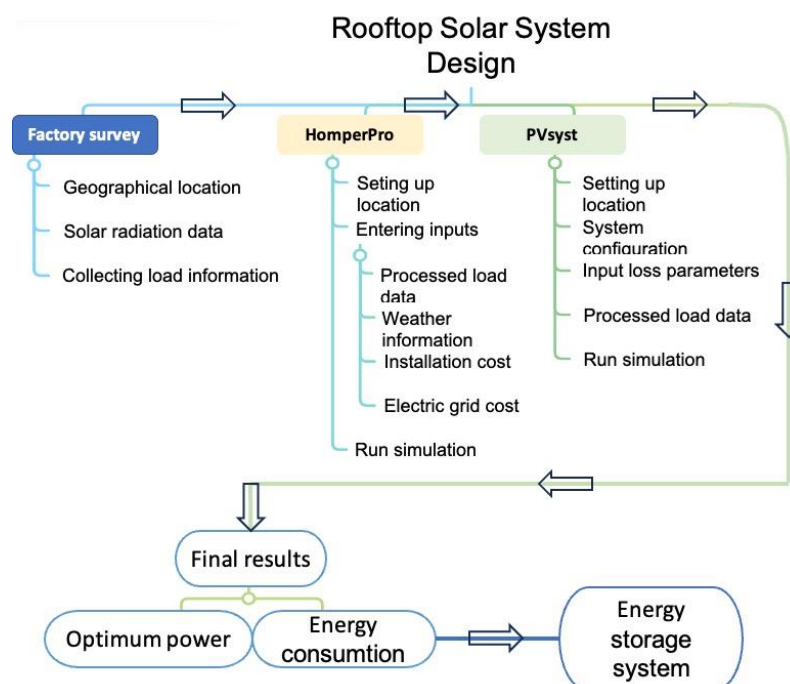 Rooftop Solar System
Design
Factory survey
Geographical location
Solar radiation data
Collecting load information
HomperPro
Seting up
location
Entering inputs
Processed load
data
Weather
information
Installation cost
Electric grid cost
Run simulation
PVsyst
Setting up
location
System
configuration
Input loss parameters
Processed load data
Run simulation
Final results
Optimum power
Energy
consumtion
Energy
storage
system